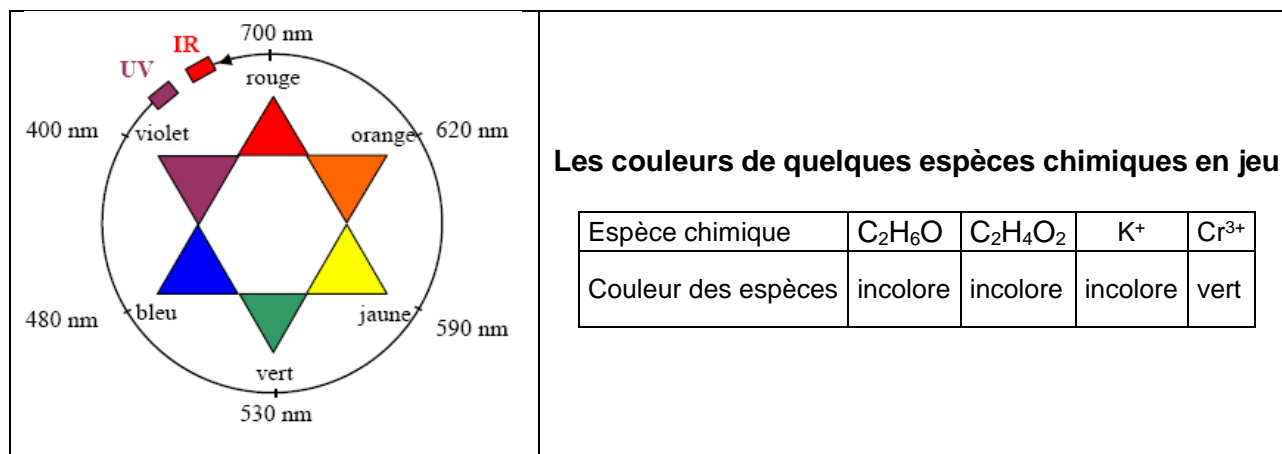 700 nm
IR
UV
rouge
400 nm
violet
orange
620 nm
480 nm
bleu
jaune
590 nm
vert
530 nm
Les couleurs de quelques espèces chimiques en jeu
Espèce chimique C₂H₆O C₂H₄O₂ K⁺ Cr³⁺
Couleur des espèces incolore incolore incolore vert